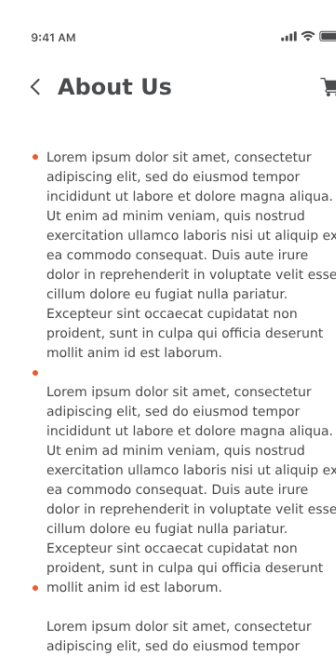 9:41 AM
About Us
Lorem ipsum dolor sit amet, consectetur
adipiscing elit, sed do eiusmod tempor
incididunt ut labore et dolore magna aliqua.
Ut enim ad minim veniam, quis nostrud
exercitation ullamco laboris nisi ut aliquip ex
ea commodo consequat. Duis aute irure
dolor in reprehenderit in voluptate velit esse
cillum dolore eu fugiat nulla pariatur.
Excepteur sint occaecat cupidatat non
proident, sunt in culpa qui officia deserunt
mollit anim id est laborum.
Lorem ipsum dolor sit amet, consectetur
adipiscing elit, sed do eiusmod tempor
incididunt ut labore et dolore magna aliqua.
Ut enim ad minim veniam, quis nostrud
exercitation ullamco laboris nisi ut aliquip ex
ea commodo consequat. Duis aute irure
dolor in reprehenderit in voluptate velit esse
cillum dolore eu fugiat nulla pariatur.
Excepteur sint occaecat cupidatat non
proident, sunt in culpa qui officia deserunt
mollit anim id est laborum.
Lorem ipsum dolor sit amet, consectetur
adipiscing elit, sed do eiusmod tempor